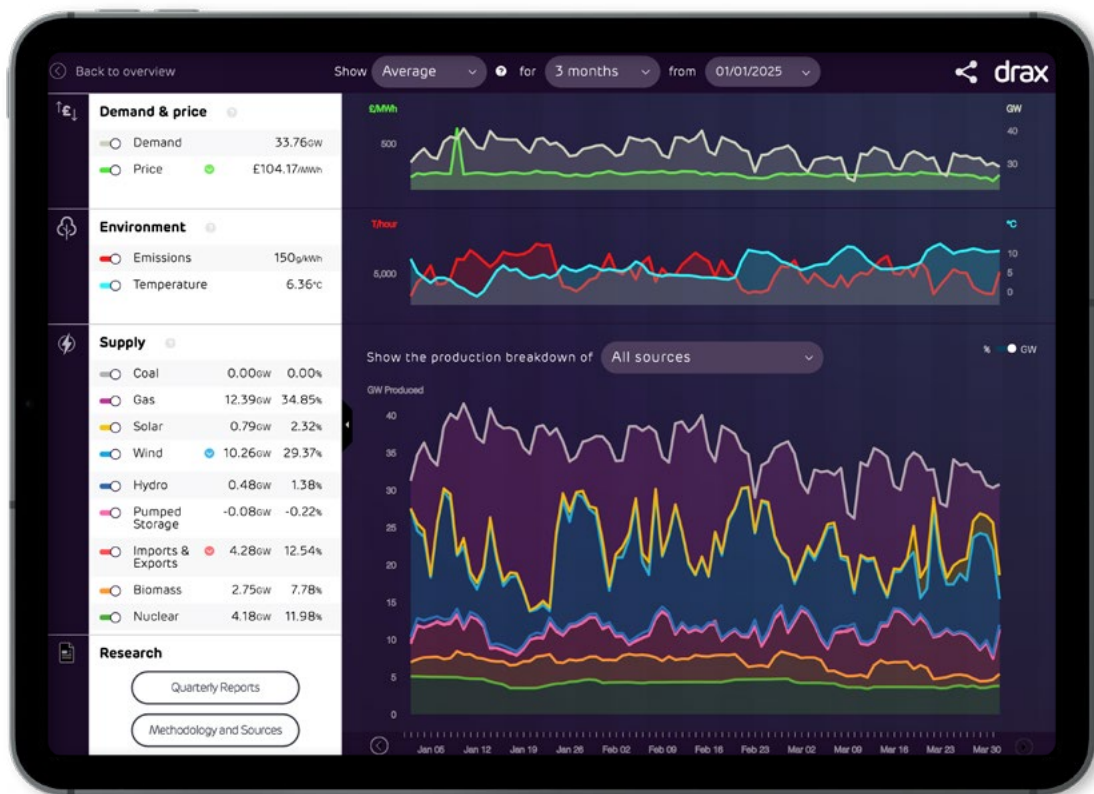 Back to overview
Show Average ? for 3 months from 01/01/2025
drax
↑£↓
Demand & price ?
Demand 33.76GW
Price £104.17/MWh
£/MWh
500
GW
40
30
Environment ?
Emissions 150g/kWh
Temperature 6.36°C
T/hour
5,000
°C
10
5
0
Supply ?
Coal 0.00GW 0.00%
Gas 12.39GW 34.85%
Solar 0.79GW 2.32%
Wind 10.26GW 29.37%
Hydro 0.48GW 1.38%
Pumped
Storage -0.08GW -0.22%
Imports &
Exports 4.28GW 12.54%
Biomass 2.75GW 7.78%
Nuclear 4.18GW 11.98%
Research
Quarterly Reports
Methodology and Sources
Show the production breakdown of All sources
% GW
GW Produced
40
35
30
25
20
15
10
5
0
Jan 05 Jan 12 Jan 19 Jan 26 Feb 02 Feb 09 Feb 16 Feb 23 Mar 02 Mar 09 Mar 16 Mar 23 Mar 30